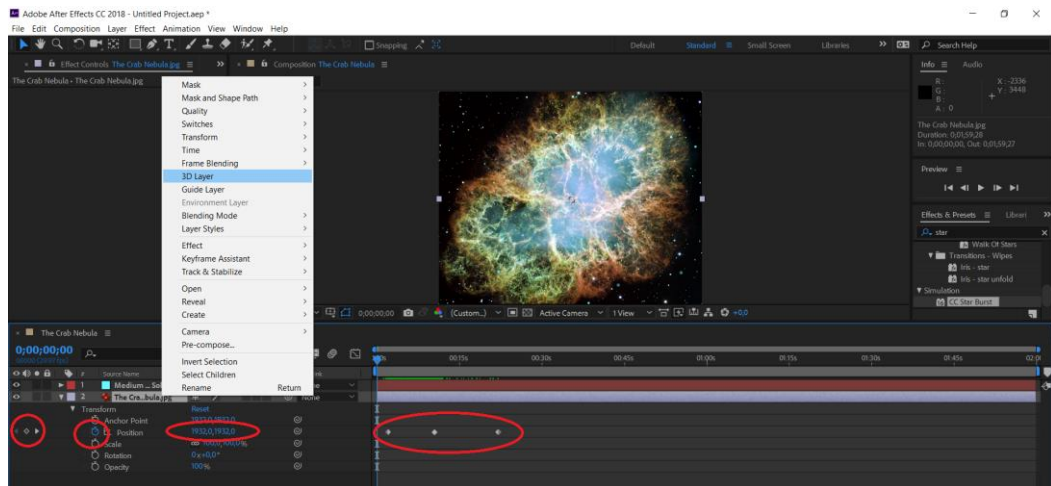 Adobe After Effects CC 2018 - Untitled Project.aep *
File Edit Composition Layer Effect Animation View Window Help
Snapping
Default Standard Small Screen Libraries
Search Help
Effect Controls The Crab Nebula.jpg
Composition The Crab Nebula
Info Audio
The Crab Nebula • The Crab Nebula.jpg
Mask
Mask and Shape Path
Quality
Switches
Transform
Time
Frame Blending
3D Layer
Guide Layer
Environment Layer
Blending Mode
Layer Styles
Effect
Keyframe Assistant
Track & Stabilize
Open
Reveal
Create
Camera
Pre-compose...
Invert Selection
Select Children
Rename Return
R :
G :
B :
A : 0
X : -2336
Y : 3448
The Crab Nebula.jpg
Duration: 0;01;59;28
In: 0;00;00;00, Out: 0;01;59;27
Preview
Effects & Presets Librari
star
Walk Of Stars
Transitions - Wipes
Iris - star
Iris - star unfold
Simulation
CC Star Burst
0;00;00;00 (Custom...) Active Camera 1 View +0,0
The Crab Nebula
0;00;00;00
00:15s 00:30s 00:45s 01:00s 01:15s 01:30s 01:45s 02:0
# Source Name
1 Medium ... Sol
2 The Cra...bula.jpg None
Transform Reset
Anchor Point 1932,0,1932,0
Position 1932,0,1932,0
Scale 100,0,100,0%
Rotation 0x+0,0°
Opacity 100%